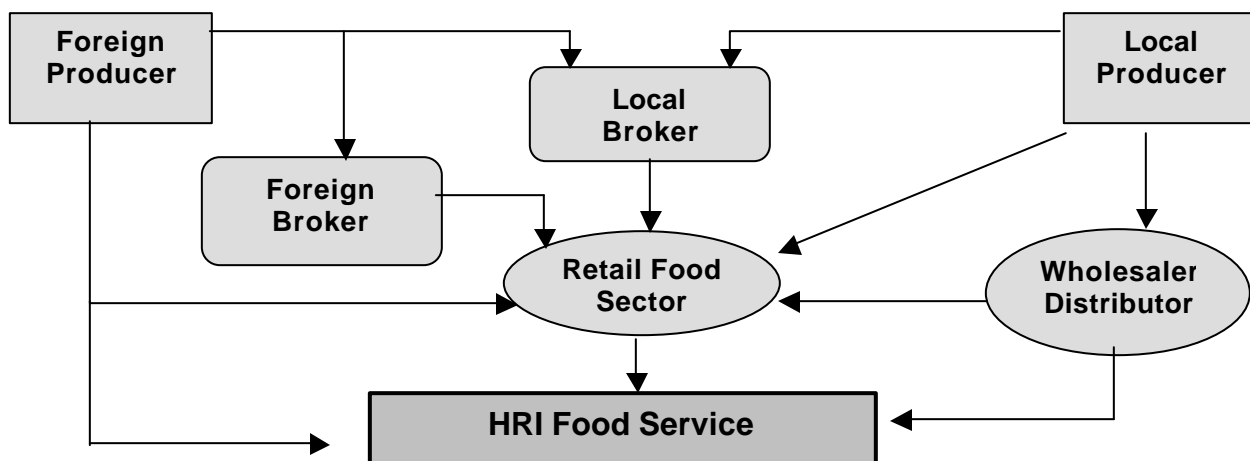 Foreign
Producer
Local
Producer
Local
Broker
Foreign
Broker
Retail Food
Sector
Wholesaler
Distributor
HRI Food Service